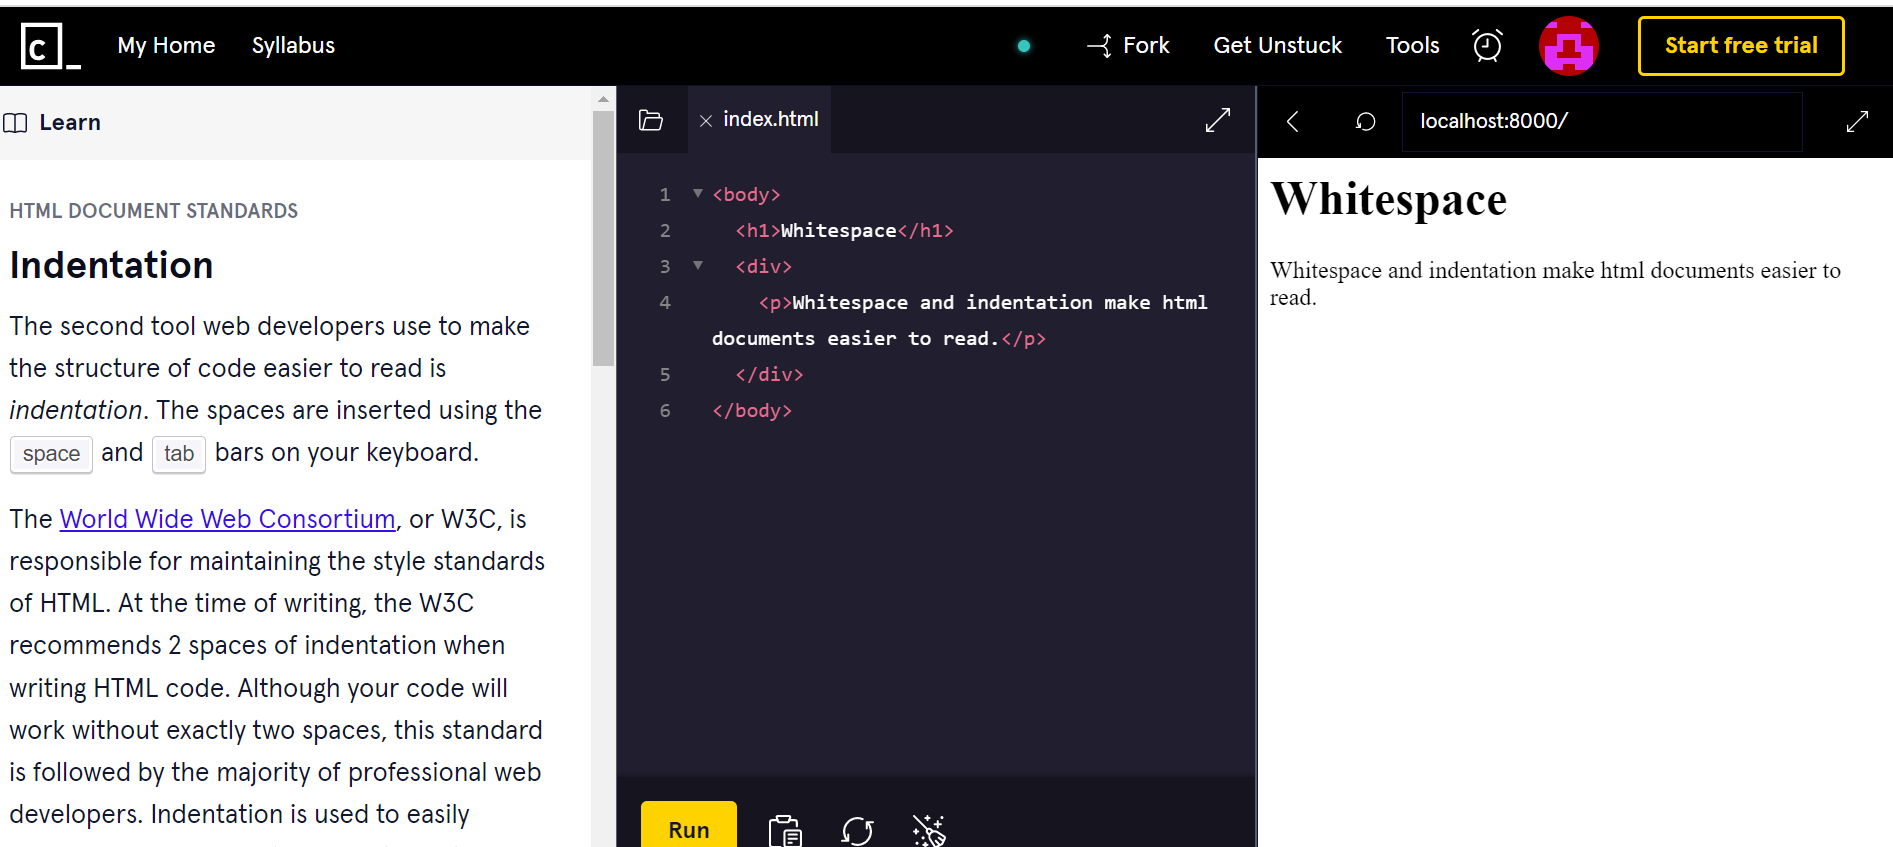 C_ My Home Syllabus Fork Get Unstuck Tools Start free trial
Learn
HTML DOCUMENT STANDARDS
Indentation
The second tool web developers use to make
the structure of code easier to read is
indentation. The spaces are inserted using the
space and tab bars on your keyboard.
The World Wide Web Consortium, or W3C, is
responsible for maintaining the style standards
of HTML. At the time of writing, the W3C
recommends 2 spaces of indentation when
writing HTML code. Although your code will
work without exactly two spaces, this standard
is followed by the majority of professional web
developers. Indentation is used to easily
index.html
1 <body>
2 <h1>Whitespace</h1>
3 <div>
4 <p>Whitespace and indentation make html
documents easier to read.</p>
5 </div>
6 </body>
Run
localhost:8000/
Whitespace
Whitespace and indentation make html documents easier to
read.